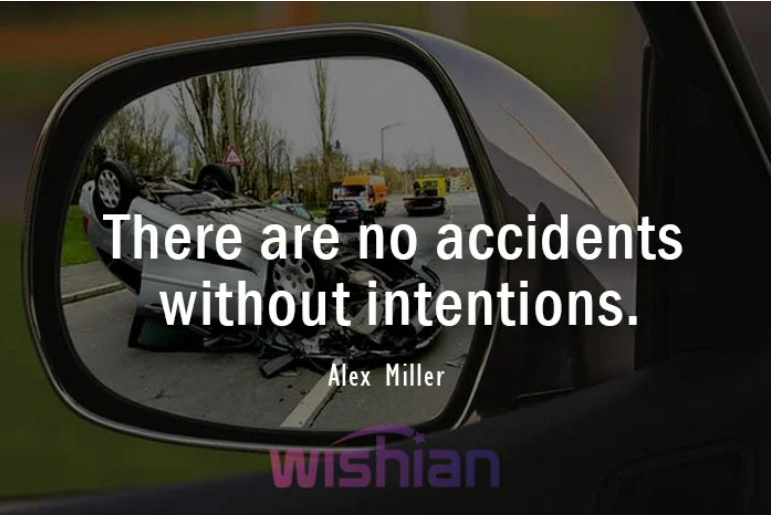 There are no accidents
without intentions.
Alex Miller
wishian